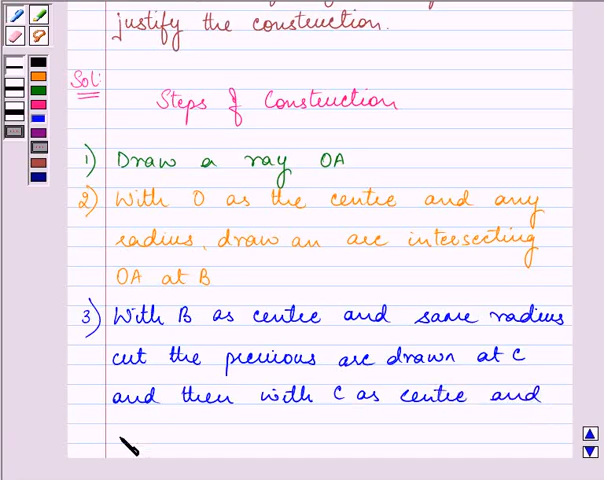 justify the construction.
Sol:
Steps of Construction
1) Draw a ray OA
2) With O as the centre and any
radius, draw an arc intersecting
OA at B
3) With B as centre and same radius
cut the previous arc drawn at C
and then with C as centre and